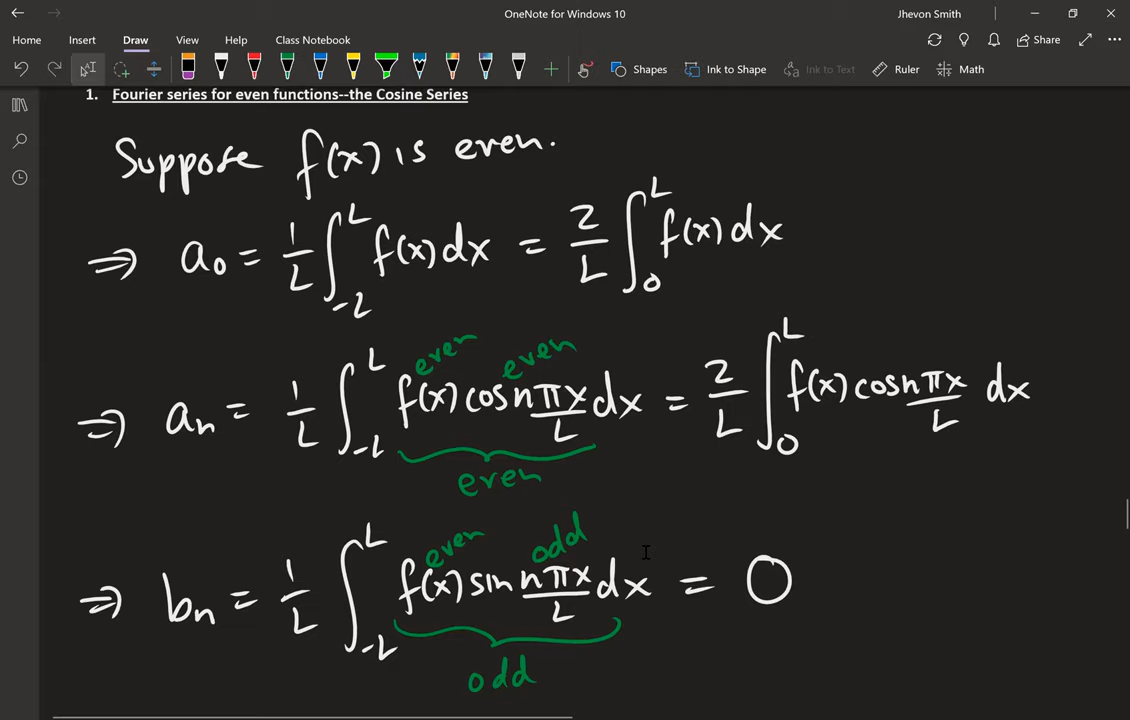 OneNote for Windows 10
Jhevon Smith
Home Insert Draw View Help Class Notebook
Share
Shapes Ink to Shape Ink to Text Ruler Math
1. Fourier series for even functions--the Cosine Series
Suppose f(x) is even.
⇒ a₀ = 1/L ∫_{-L}^{L} f(x) dx = 2/L ∫_{0}^{L} f(x) dx
even even
⇒ aₙ = 1/L ∫_{-L}^{L} f(x) cos nπx/L dx = 2/L ∫_{0}^{L} f(x) cos nπx/L dx
even
even odd
⇒ bₙ = 1/L ∫_{-L}^{L} f(x) sin nπx/L dx = 0
odd